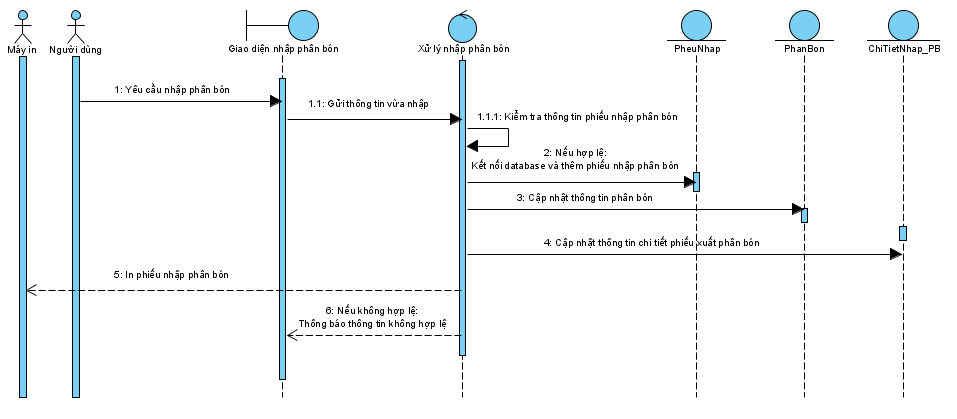 Máy in
Người dùng
Giao diện nhập phân bón
Xử lý nhập phân bón
PheuNhap
PhanBon
ChiTietNhap_PB
1: Yêu cầu nhập phân bón
1.1: Gửi thông tin vừa nhập
1.1.1: Kiểm tra thông tin phiếu nhập phân bón
2: Nếu hợp lệ:
Kết nối database và thêm phiếu nhập phân bón
3: Cập nhật thông tin phân bón
4: Cập nhật thông tin chi tiết phiếu xuất phân bón
5: In phiếu nhập phân bón
6: Nếu không hợp lệ:
Thông báo thông tin không hợp lệ